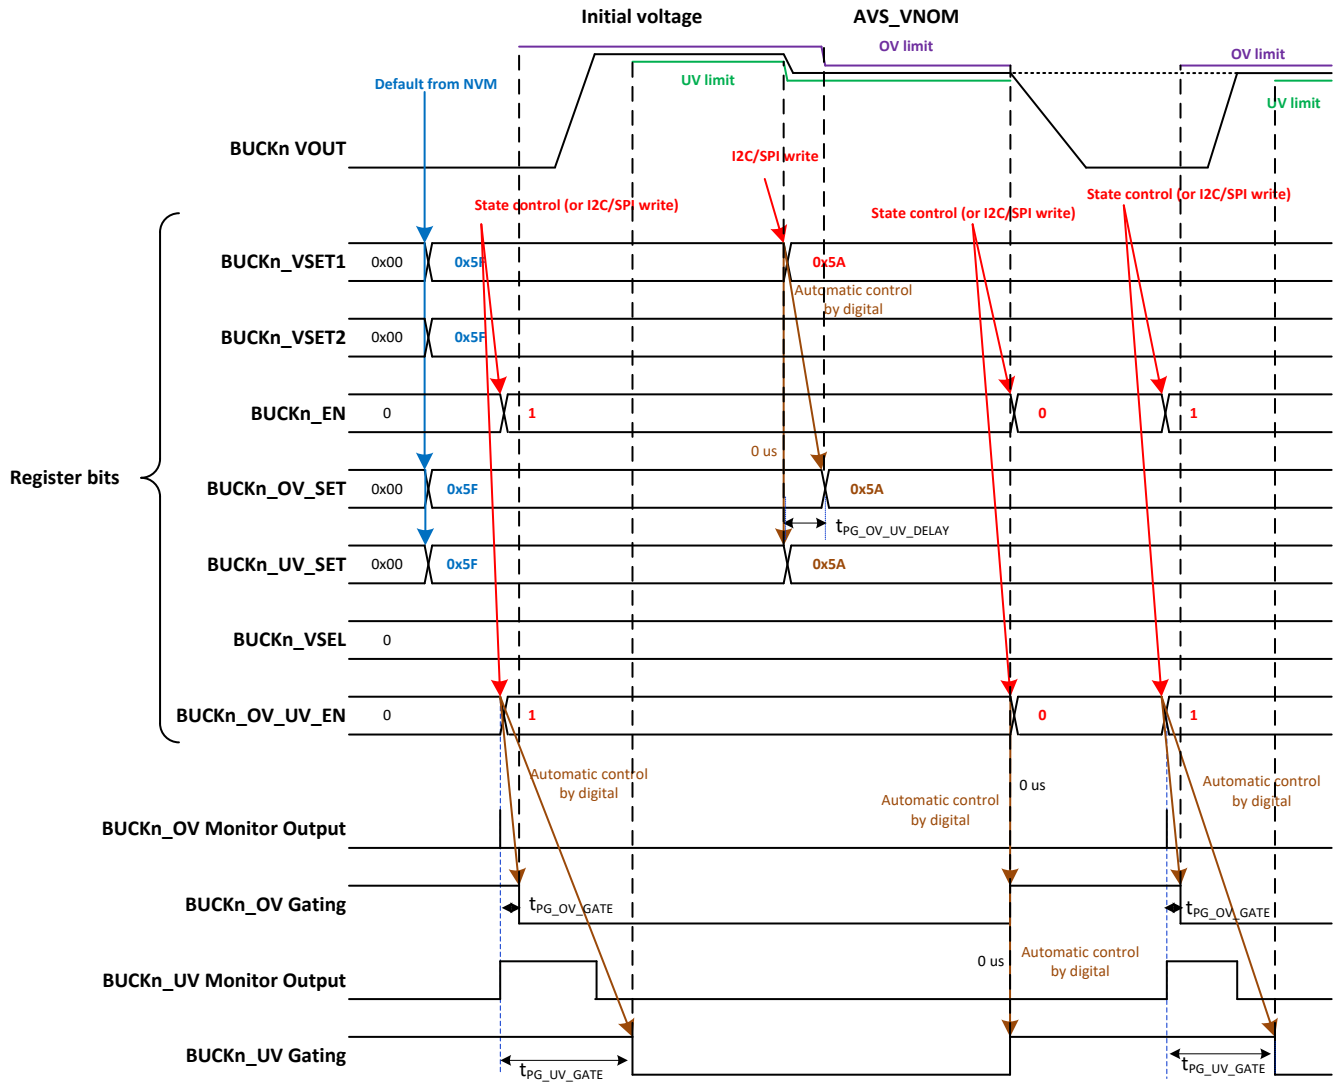 Initial voltage
AVS_VNOM
OV limit
OV limit
UV limit
Default from NVM
UV limit
BUCKn VOUT
I2C/SPI write
State control (or I2C/SPI write)
State control (or I2C/SPI write)
State control (or I2C/SPI write)
BUCKn_VSET1
0x00
0x5F
0x5A
Automatic control
by digital
BUCKn_VSET2
0x00
0x5F
BUCKn_EN
0
1
0
1
0 us
Register bits
BUCKn_OV_SET
0x00
0x5F
0x5A
tPG_OV_UV_DELAY
BUCKn_UV_SET
0x00
0x5F
0x5A
BUCKn_VSEL
0
BUCKn_OV_UV_EN
0
1
0
1
Automatic control
by digital
0 us
Automatic control
by digital
Automatic control
by digital
BUCKn_OV Monitor Output
BUCKn_OV Gating
tPG_OV_GATE
tPG_OV_GATE
0 us
Automatic control
by digital
BUCKn_UV Monitor Output
BUCKn_UV Gating
tPG_UV_GATE
tPG_UV_GATE